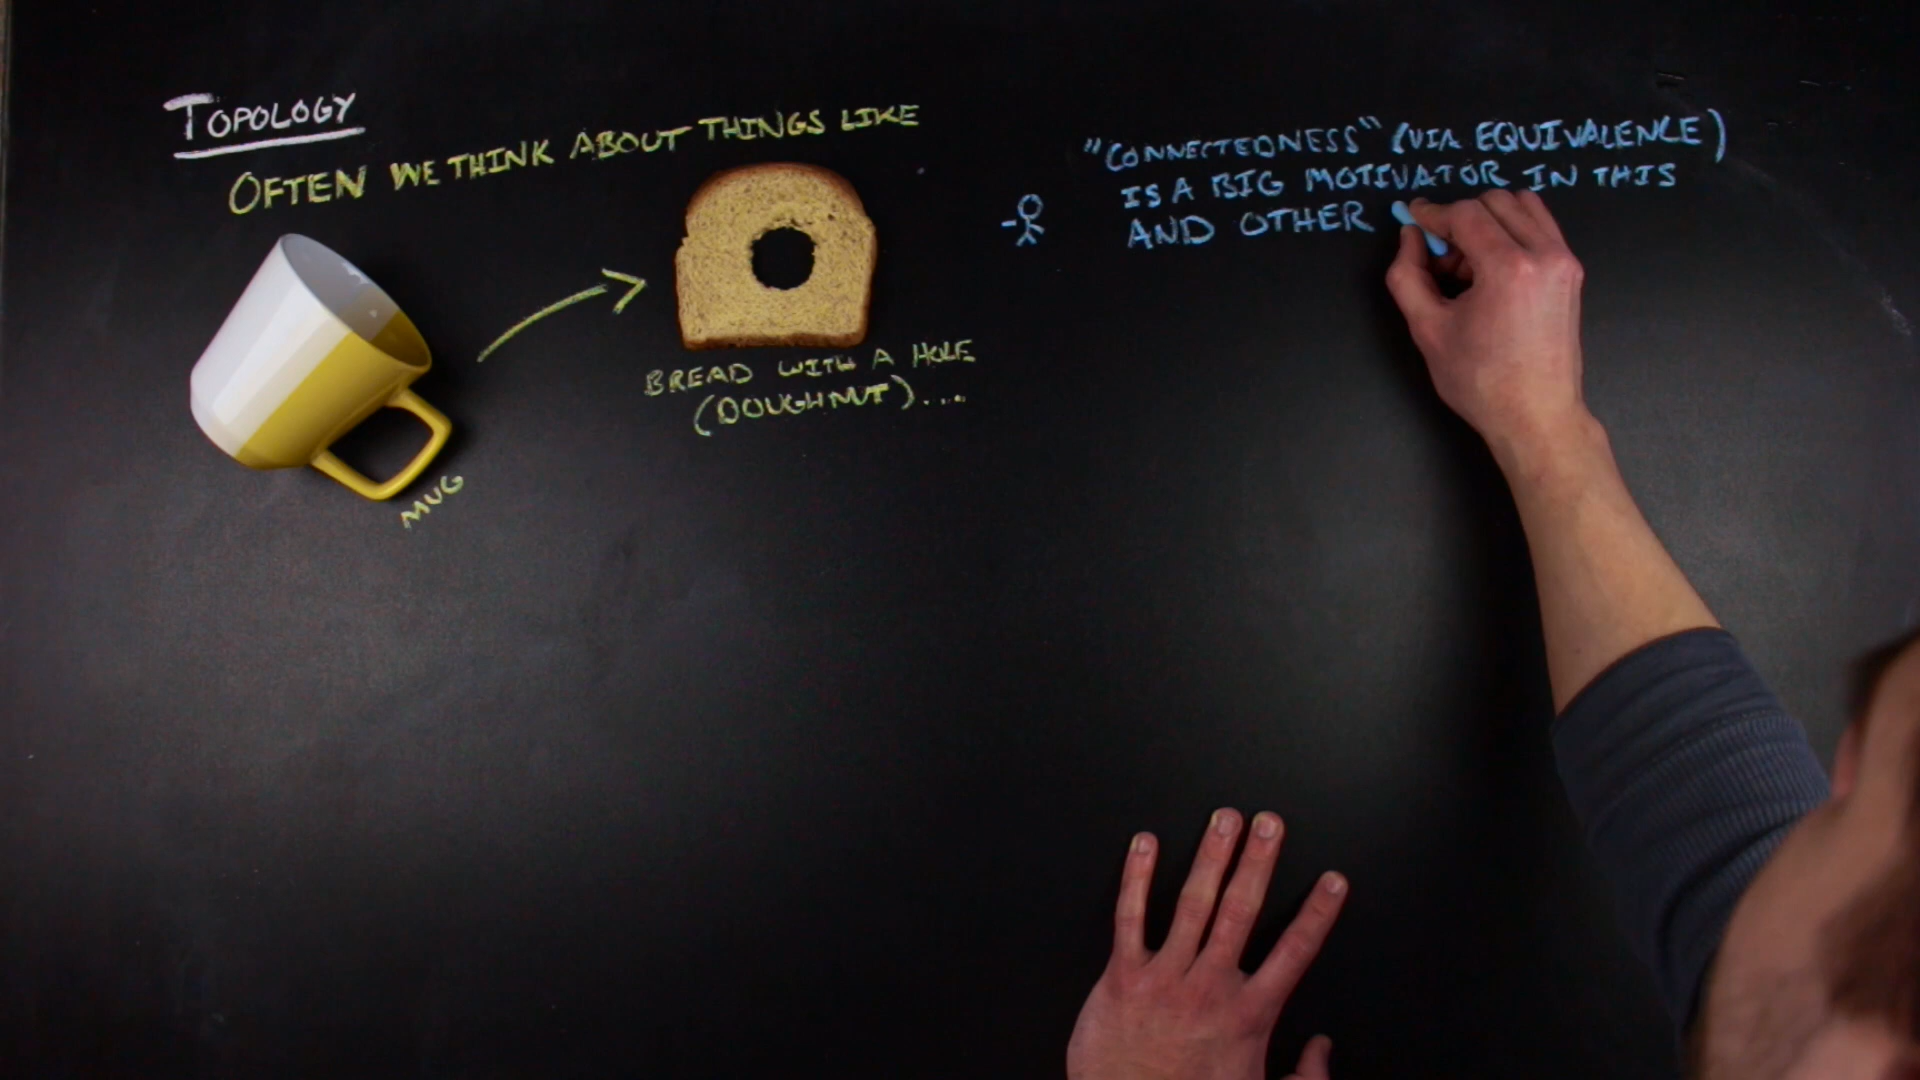 TOPOLOGY
OFTEN WE THINK ABOUT THINGS LIKE
MUG
BREAD WITH A HOLE
(DOUGHNUT)....
"CONNECTEDNESS" (VIA EQUIVALENCE)
IS A BIG MOTIVATOR IN THIS
AND OTHER